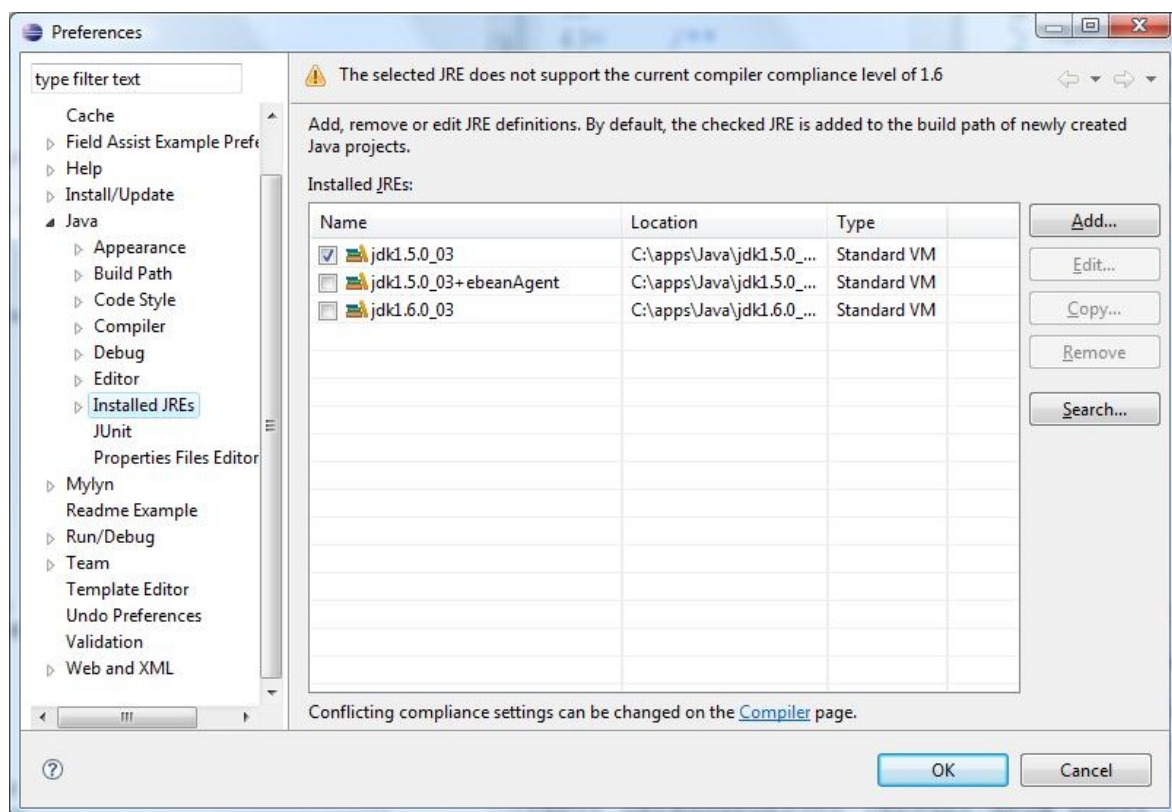 Preferences
type filter text
Cache
Field Assist Example Prefe
Help
Install/Update
Java
Appearance
Build Path
Code Style
Compiler
Debug
Editor
Installed JREs
JUnit
Properties Files Editor
Mylyn
Readme Example
Run/Debug
Team
Template Editor
Undo Preferences
Validation
Web and XML
The selected JRE does not support the current compiler compliance level of 1.6
Add, remove or edit JRE definitions. By default, the checked JRE is added to the build path of newly created
Java projects.
Installed JREs:
Name Location Type
jdk1.5.0_03 C:\apps\Java\jdk1.5.0_... Standard VM
jdk1.5.0_03+ebeanAgent C:\apps\Java\jdk1.5.0_... Standard VM
jdk1.6.0_03 C:\apps\Java\jdk1.6.0_... Standard VM
Add...
Edit...
Copy...
Remove
Search...
Conflicting compliance settings can be changed on the Compiler page.
OK Cancel